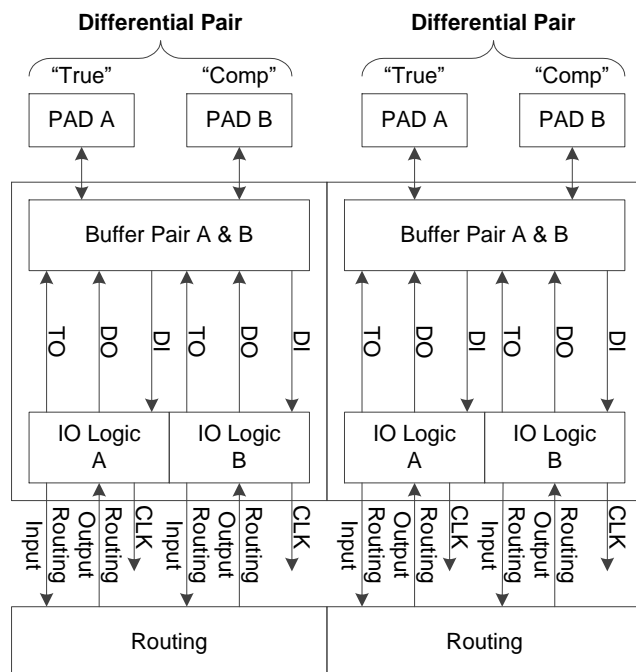 Differential Pair Differential Pair
“True” “Comp” “True” “Comp”
PAD A PAD B PAD A PAD B
Buffer Pair A & B Buffer Pair A & B
TO DO DI TO DO DI TO DO DI TO DO DI
IO Logic IO Logic IO Logic IO Logic
A B A B
Routing
Input
Routing
Output
CLK
Routing
Input
Routing
Output
CLK
Routing
Input
Routing
Output
CLK
Routing
Input
Routing
Output
CLK
Routing Routing